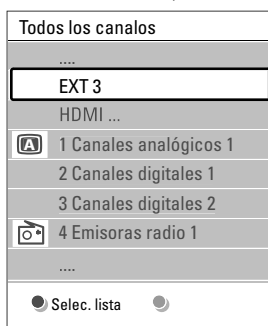 Todos los canales
....
EXT 3
HDMI ...
A 1 Canales analógicos 1
2 Canales digitales 1
3 Canales digitales 2
4 Emisoras radio 1
....
Selec. lista